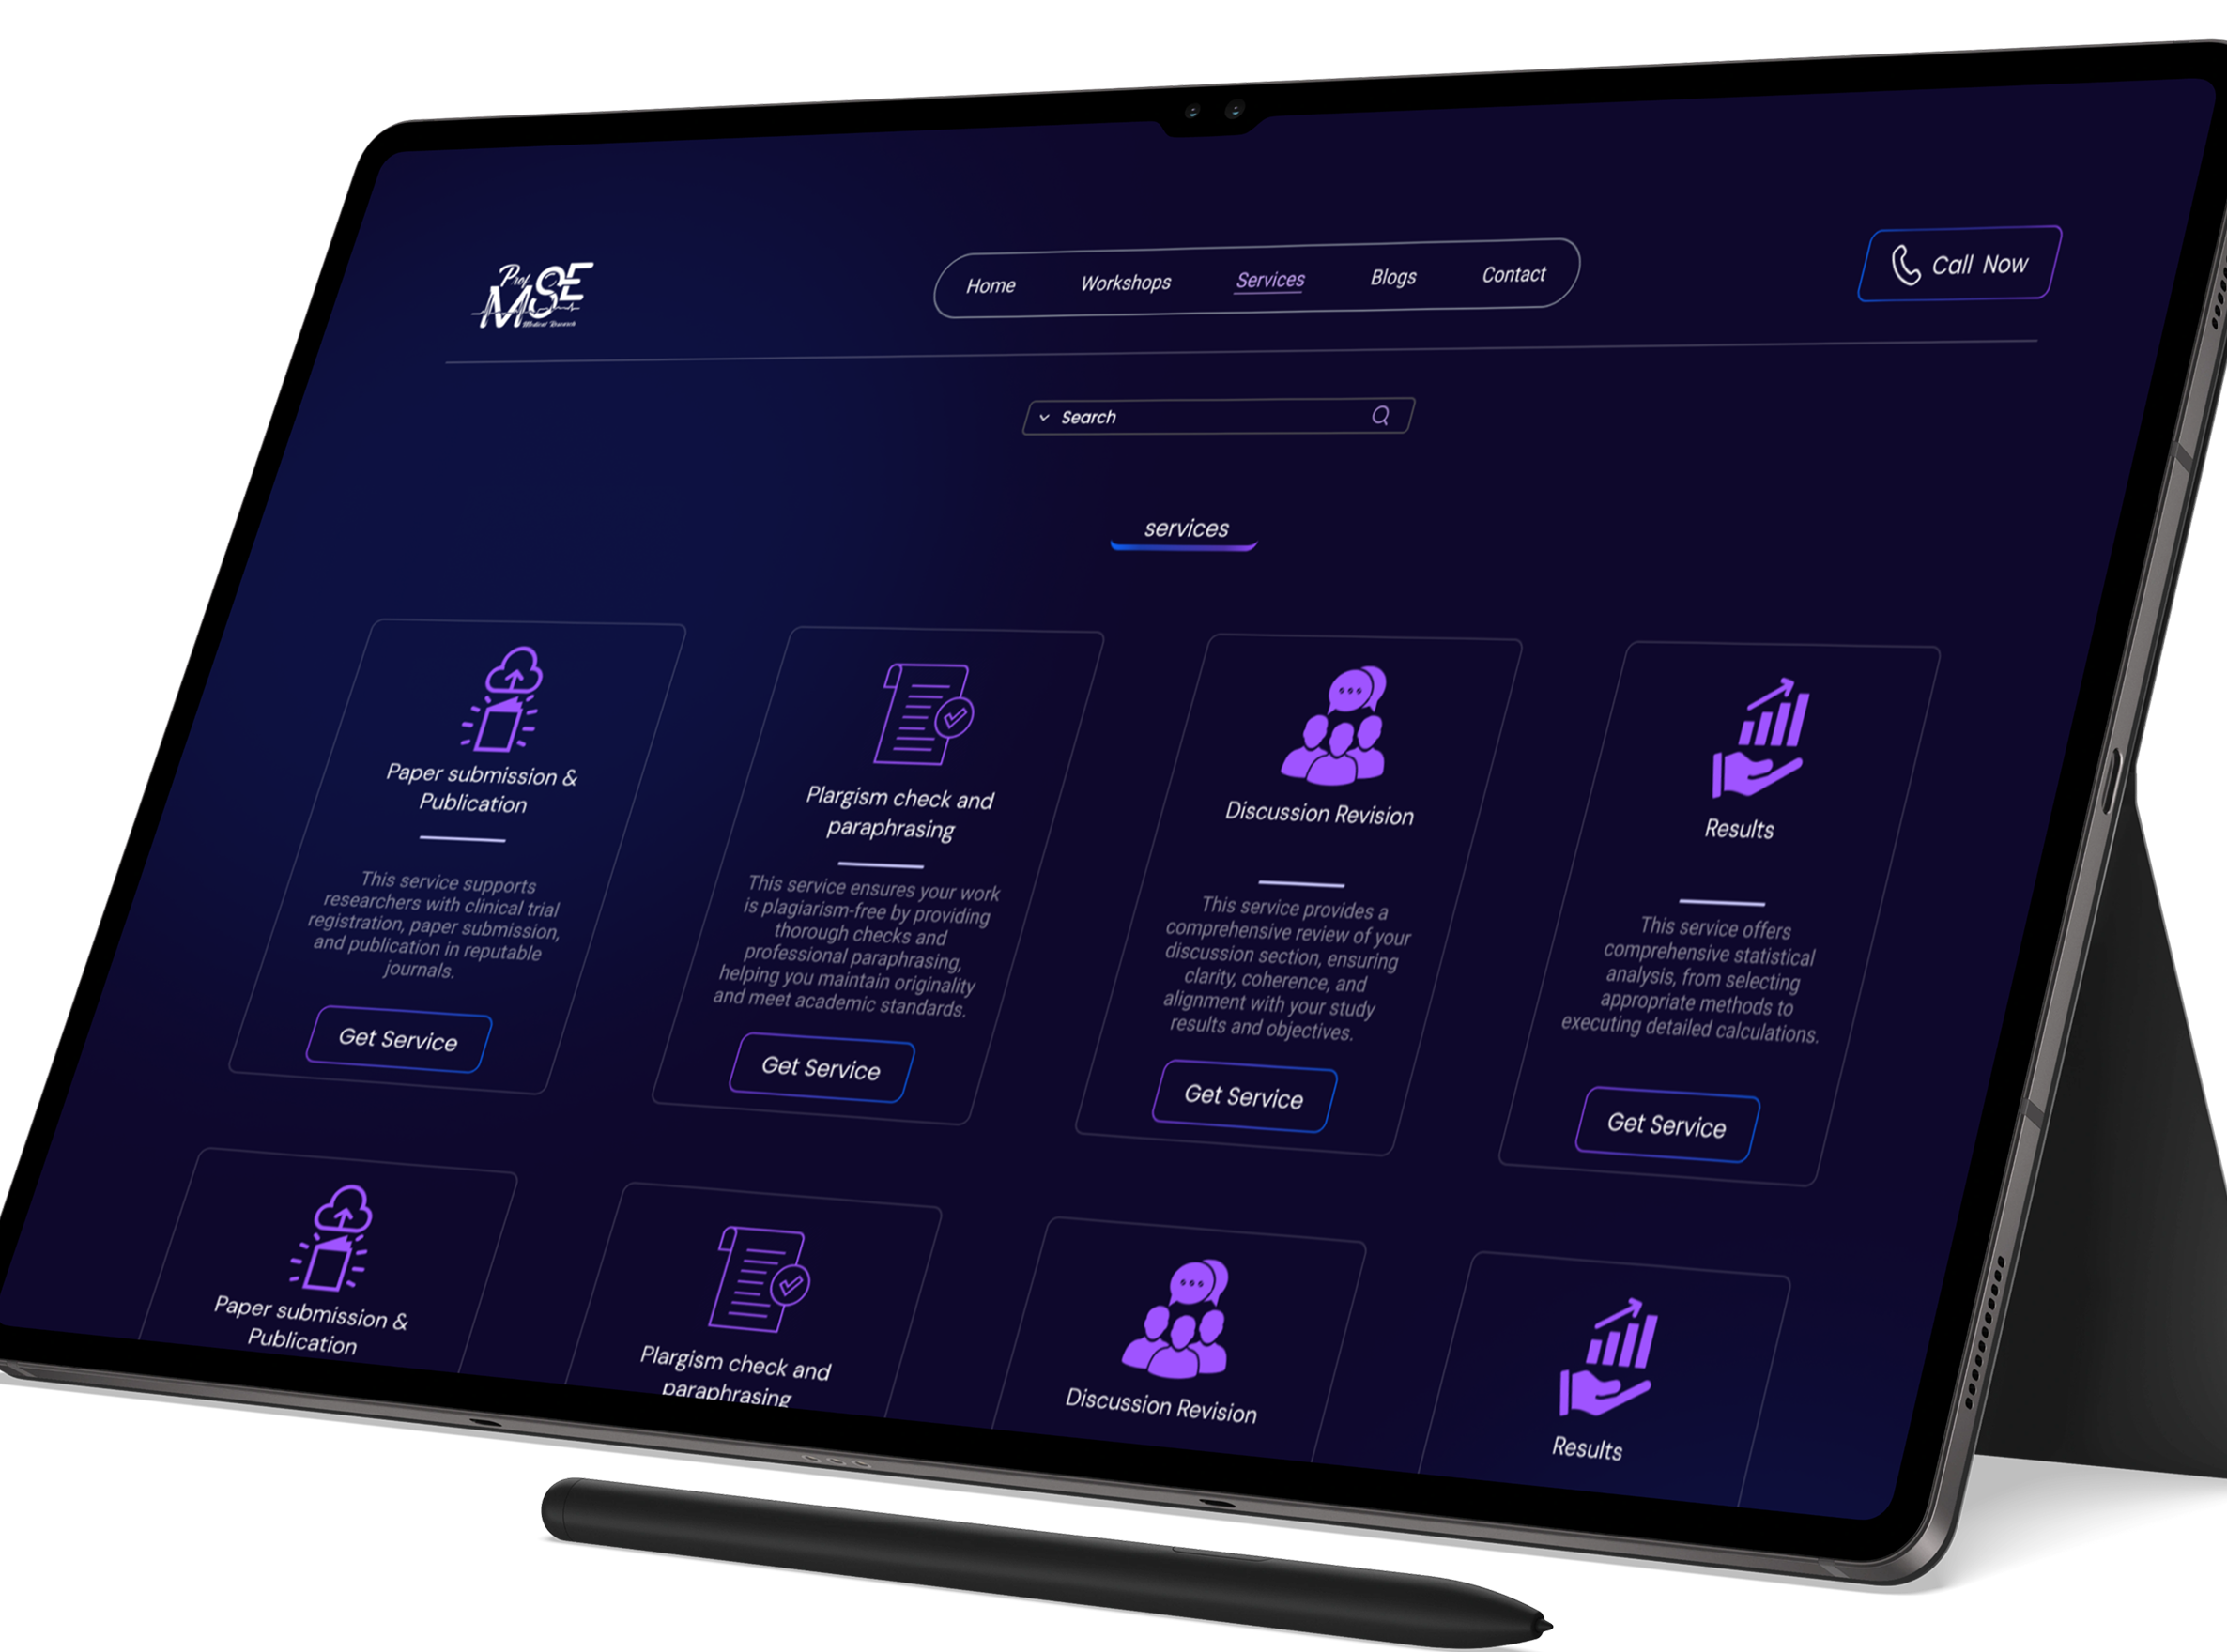 Prof
MSE
Medical Research
Home Workshops Services Blogs Contact
Call Now
Search
services
Paper submission &
Publication
This service supports
researchers with clinical trial
registration, paper submission,
and publication in reputable
journals.
Get Service
Plargism check and
paraphrasing
This service ensures your work
is plagiarism-free by providing
thorough checks and
professional paraphrasing,
helping you maintain originality
and meet academic standards.
Get Service
Discussion Revision
This service provides a
comprehensive review of your
discussion section, ensuring
clarity, coherence, and
alignment with your study
results and objectives.
Get Service
Results
This service offers
comprehensive statistical
analysis, from selecting
appropriate methods to
executing detailed calculations.
Get Service
Paper submission &
Publication
Plargism check and
paraphrasing
Discussion Revision
Results